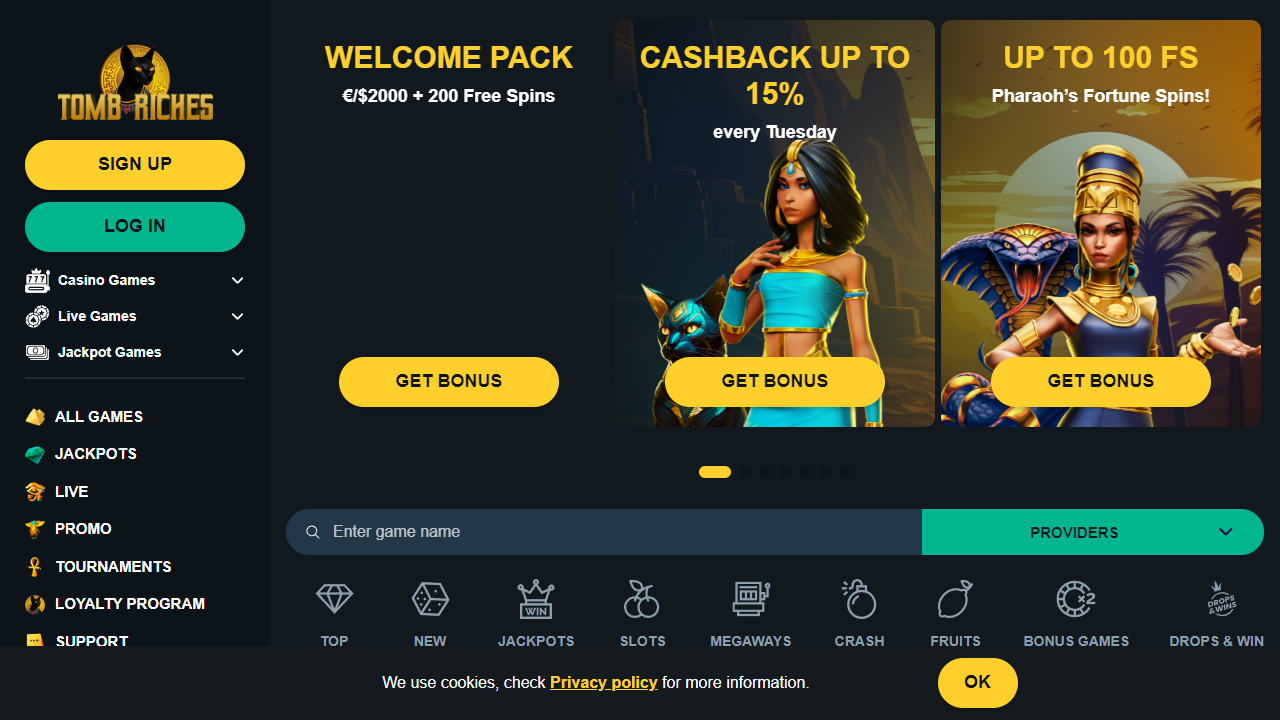 TOMB OF RICHES
SIGN UP
LOG IN
Casino Games
Live Games
Jackpot Games
ALL GAMES
JACKPOTS
LIVE
PROMO
TOURNAMENTS
LOYALTY PROGRAM
SUPPORT
WELCOME PACK
€/$2000 + 200 Free Spins
GET BONUS
CASHBACK UP TO
15%
every Tuesday
GET BONUS
UP TO 100 FS
Pharaoh’s Fortune Spins!
GET BONUS
Enter game name
PROVIDERS
WIN
X2
DROPS
&WINS
TOP
NEW
JACKPOTS
SLOTS
MEGAWAYS
CRASH
FRUITS
BONUS GAMES
DROPS & WIN
We use cookies, check Privacy policy for more information.
OK